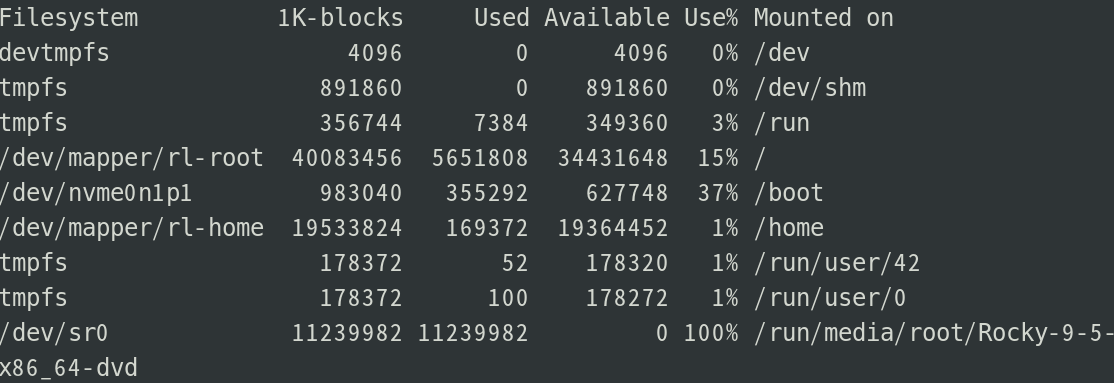 Filesystem          1K-blocks     Used Available Use% Mounted on
devtmpfs                 4096        0      4096   0% /dev
tmpfs                  891860        0    891860   0% /dev/shm
tmpfs                  356744     7384    349360   3% /run
/dev/mapper/rl-root  40083456  5651808  34431648  15% /
/dev/nvme0n1p1         983040   355292    627748  37% /boot
/dev/mapper/rl-home  19533824   169372  19364452   1% /home
tmpfs                  178372       52    178320   1% /run/user/42
tmpfs                  178372      100    178272   1% /run/user/0
/dev/sr0             11239982 11239982         0 100% /run/media/root/Rocky-9-5-
x86_64-dvd